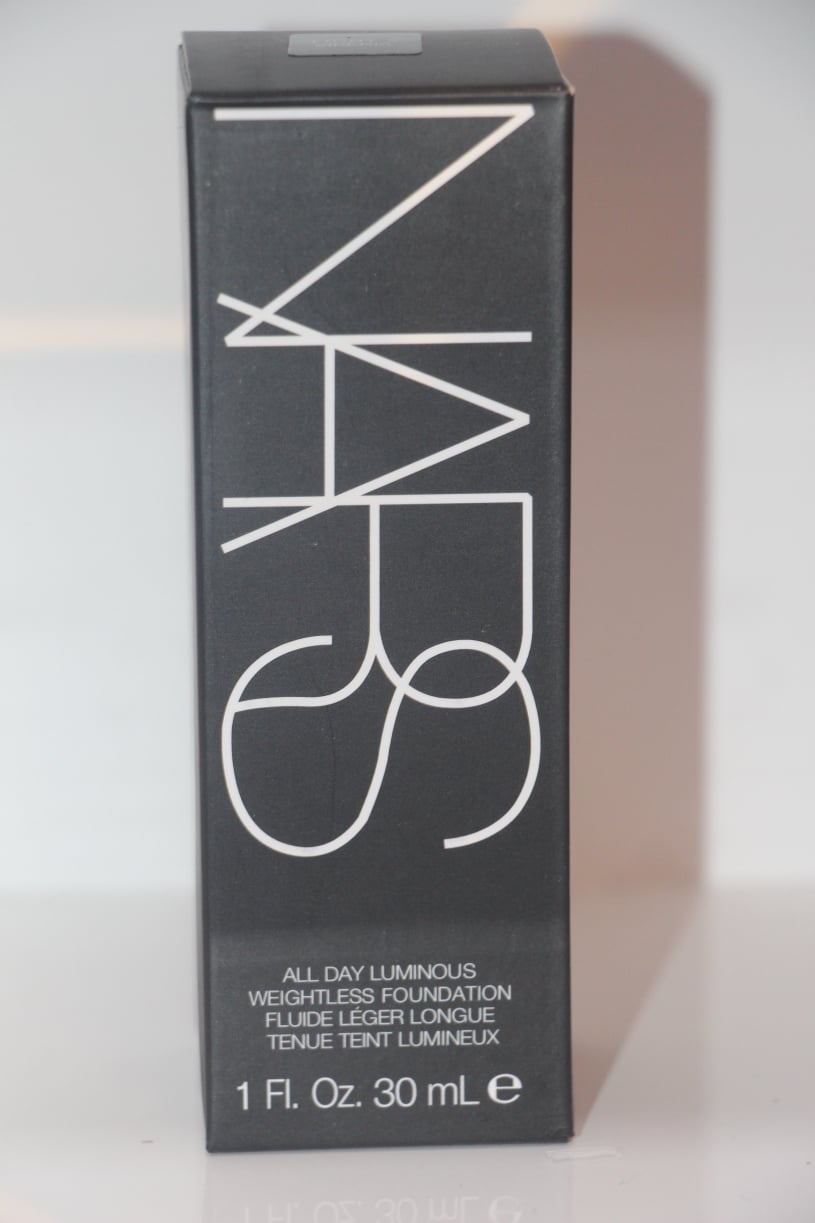 NARS
ALL DAY LUMINOUS
WEIGHTLESS FOUNDATION
FLUIDE LÉGER LONGUE
TENUE TEINT LUMINEUX
1 Fl. Oz. 30 mL e